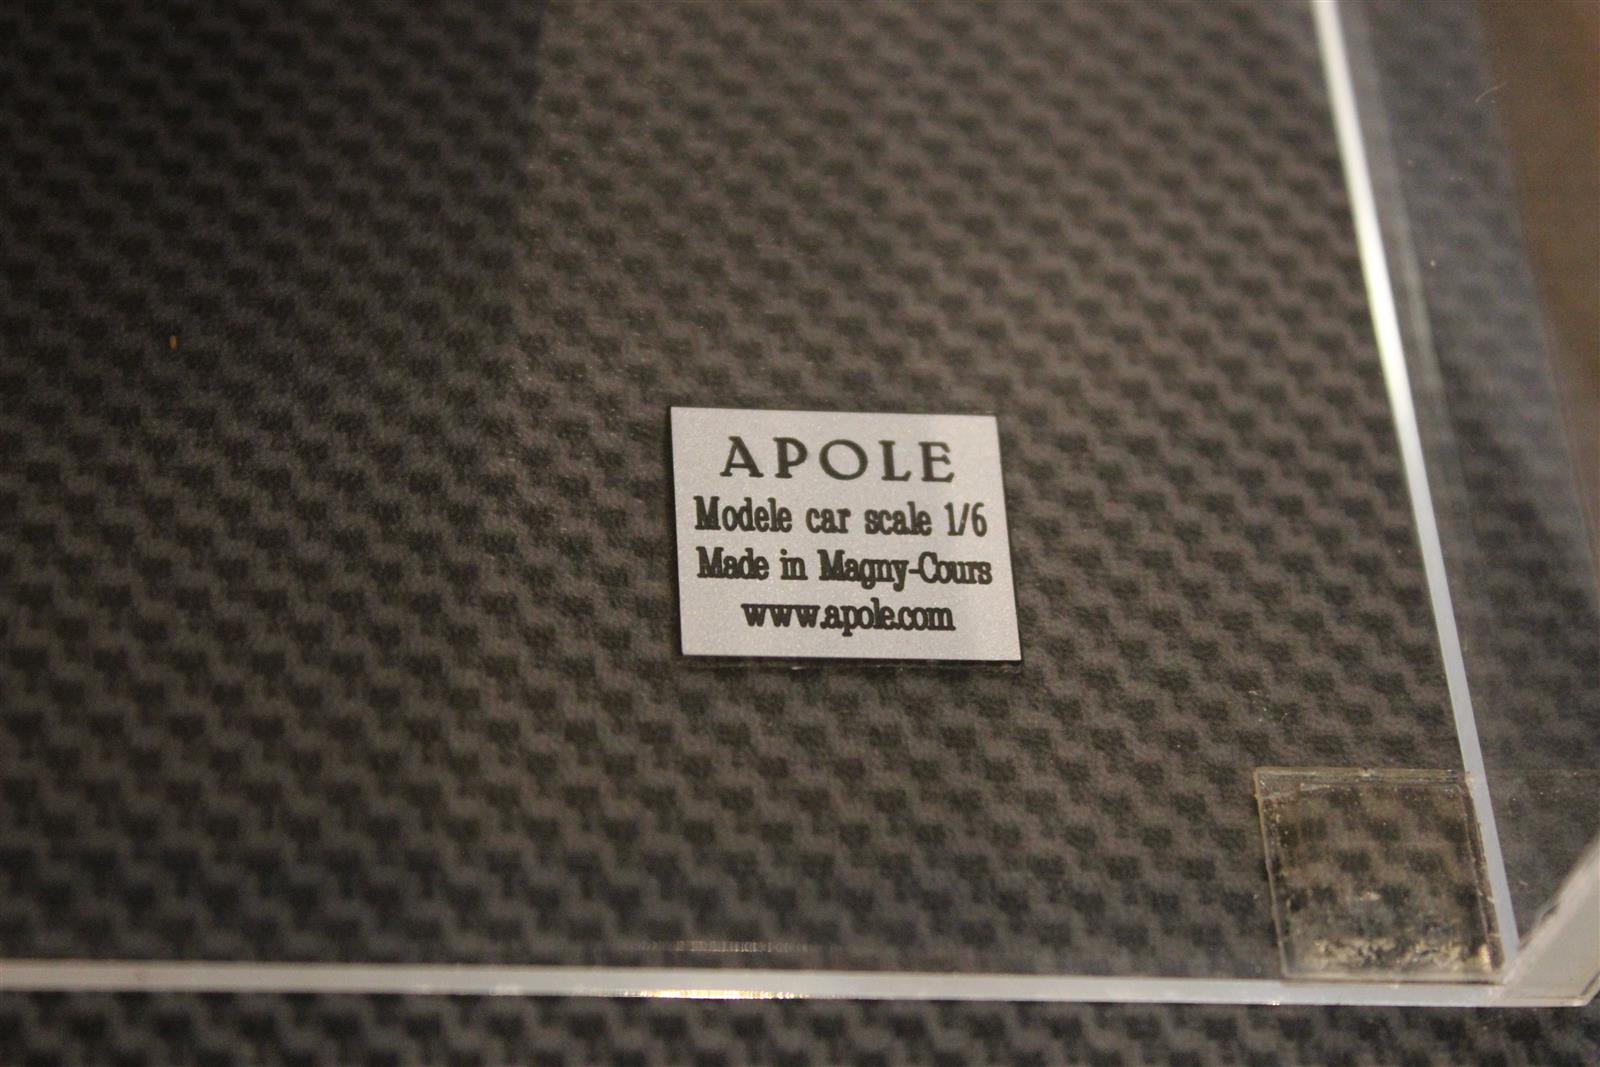 APOLE
Modele car scale 1/6
Made in Magny-Cours
www.apole.com